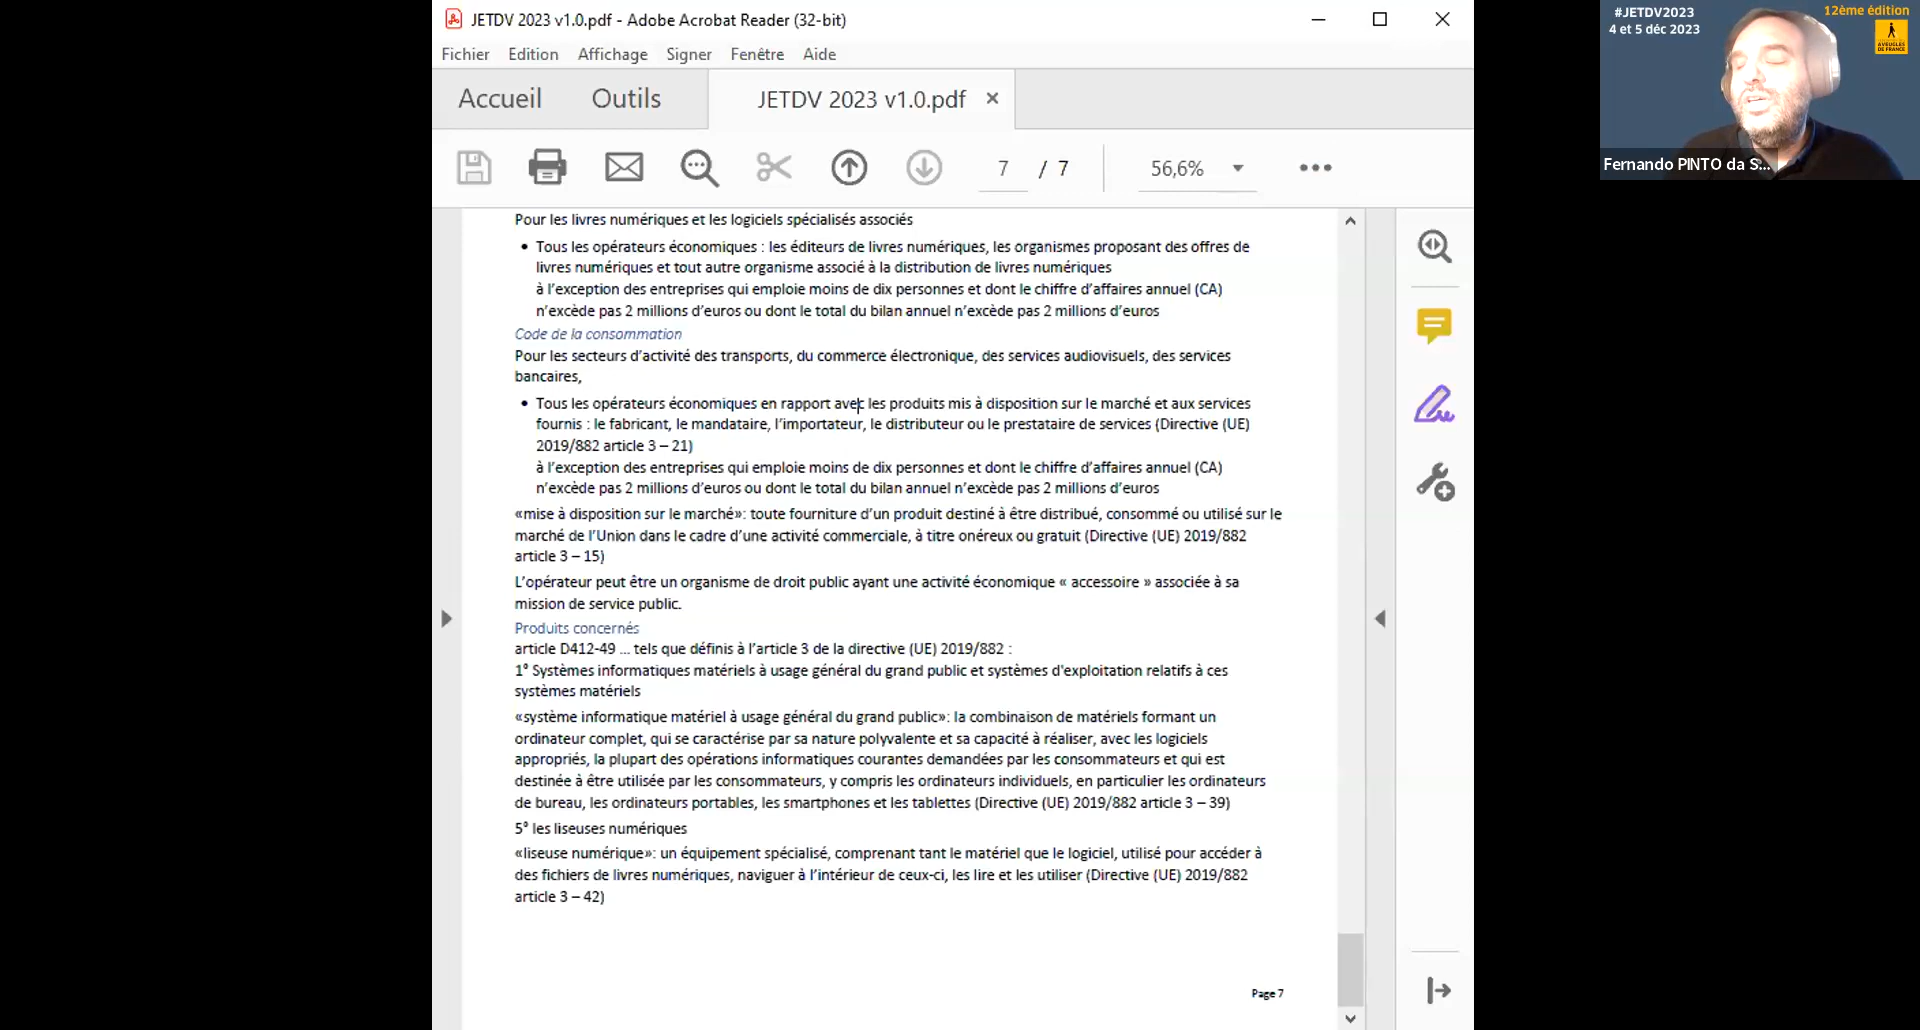 JETDV 2023 v1.0.pdf - Adobe Acrobat Reader (32-bit)
Fichier Edition Affichage Signer Fenêtre Aide
Accueil Outils JETDV 2023 v1.0.pdf ×
7 / 7 56,6%
Pour les livres numériques et les logiciels spécialisés associés
• Tous les opérateurs économiques : les éditeurs de livres numériques, les organismes proposant des offres de
livres numériques et tout autre organisme associé à la distribution de livres numériques
à l’exception des entreprises qui emploie moins de dix personnes et dont le chiffre d’affaires annuel (CA)
n’excède pas 2 millions d’euros ou dont le total du bilan annuel n’excède pas 2 millions d’euros
Code de la consommation
Pour les secteurs d’activité des transports, du commerce électronique, des services audiovisuels, des services
bancaires,
• Tous les opérateurs économiques en rapport avec les produits mis à disposition sur le marché et aux services
fournis : le fabricant, le mandataire, l’importateur, le distributeur ou le prestataire de services (Directive (UE)
2019/882 article 3 – 21)
à l’exception des entreprises qui emploie moins de dix personnes et dont le chiffre d’affaires annuel (CA)
n’excède pas 2 millions d’euros ou dont le total du bilan annuel n’excède pas 2 millions d’euros
«mise à disposition sur le marché»: toute fourniture d’un produit destiné à être distribué, consommé ou utilisé sur le
marché de l’Union dans le cadre d’une activité commerciale, à titre onéreux ou gratuit (Directive (UE) 2019/882
article 3 – 15)
L’opérateur peut être un organisme de droit public ayant une activité économique « accessoire » associée à sa
mission de service public.
Produits concernés
article D412-49 ... tels que définis à l’article 3 de la directive (UE) 2019/882 :
1° Systèmes informatiques matériels à usage général du grand public et systèmes d'exploitation relatifs à ces
systèmes matériels
«système informatique matériel à usage général du grand public»: la combinaison de matériels formant un
ordinateur complet, qui se caractérise par sa nature polyvalente et sa capacité à réaliser, avec les logiciels
appropriés, la plupart des opérations informatiques courantes demandées par les consommateurs et qui est
destinée à être utilisée par les consommateurs, y compris les ordinateurs individuels, en particulier les ordinateurs
de bureau, les ordinateurs portables, les smartphones et les tablettes (Directive (UE) 2019/882 article 3 – 39)
5° les liseuses numériques
«liseuse numérique»: un équipement spécialisé, comprenant tant le matériel que le logiciel, utilisé pour accéder à
des fichiers de livres numériques, naviguer à l’intérieur de ceux-ci, les lire et les utiliser (Directive (UE) 2019/882
article 3 – 42)
Page 7
#JETDV2023
4 et 5 déc 2023
12ème édition
AVEUGLES
DE FRANCE
Fernando PINTO da S...